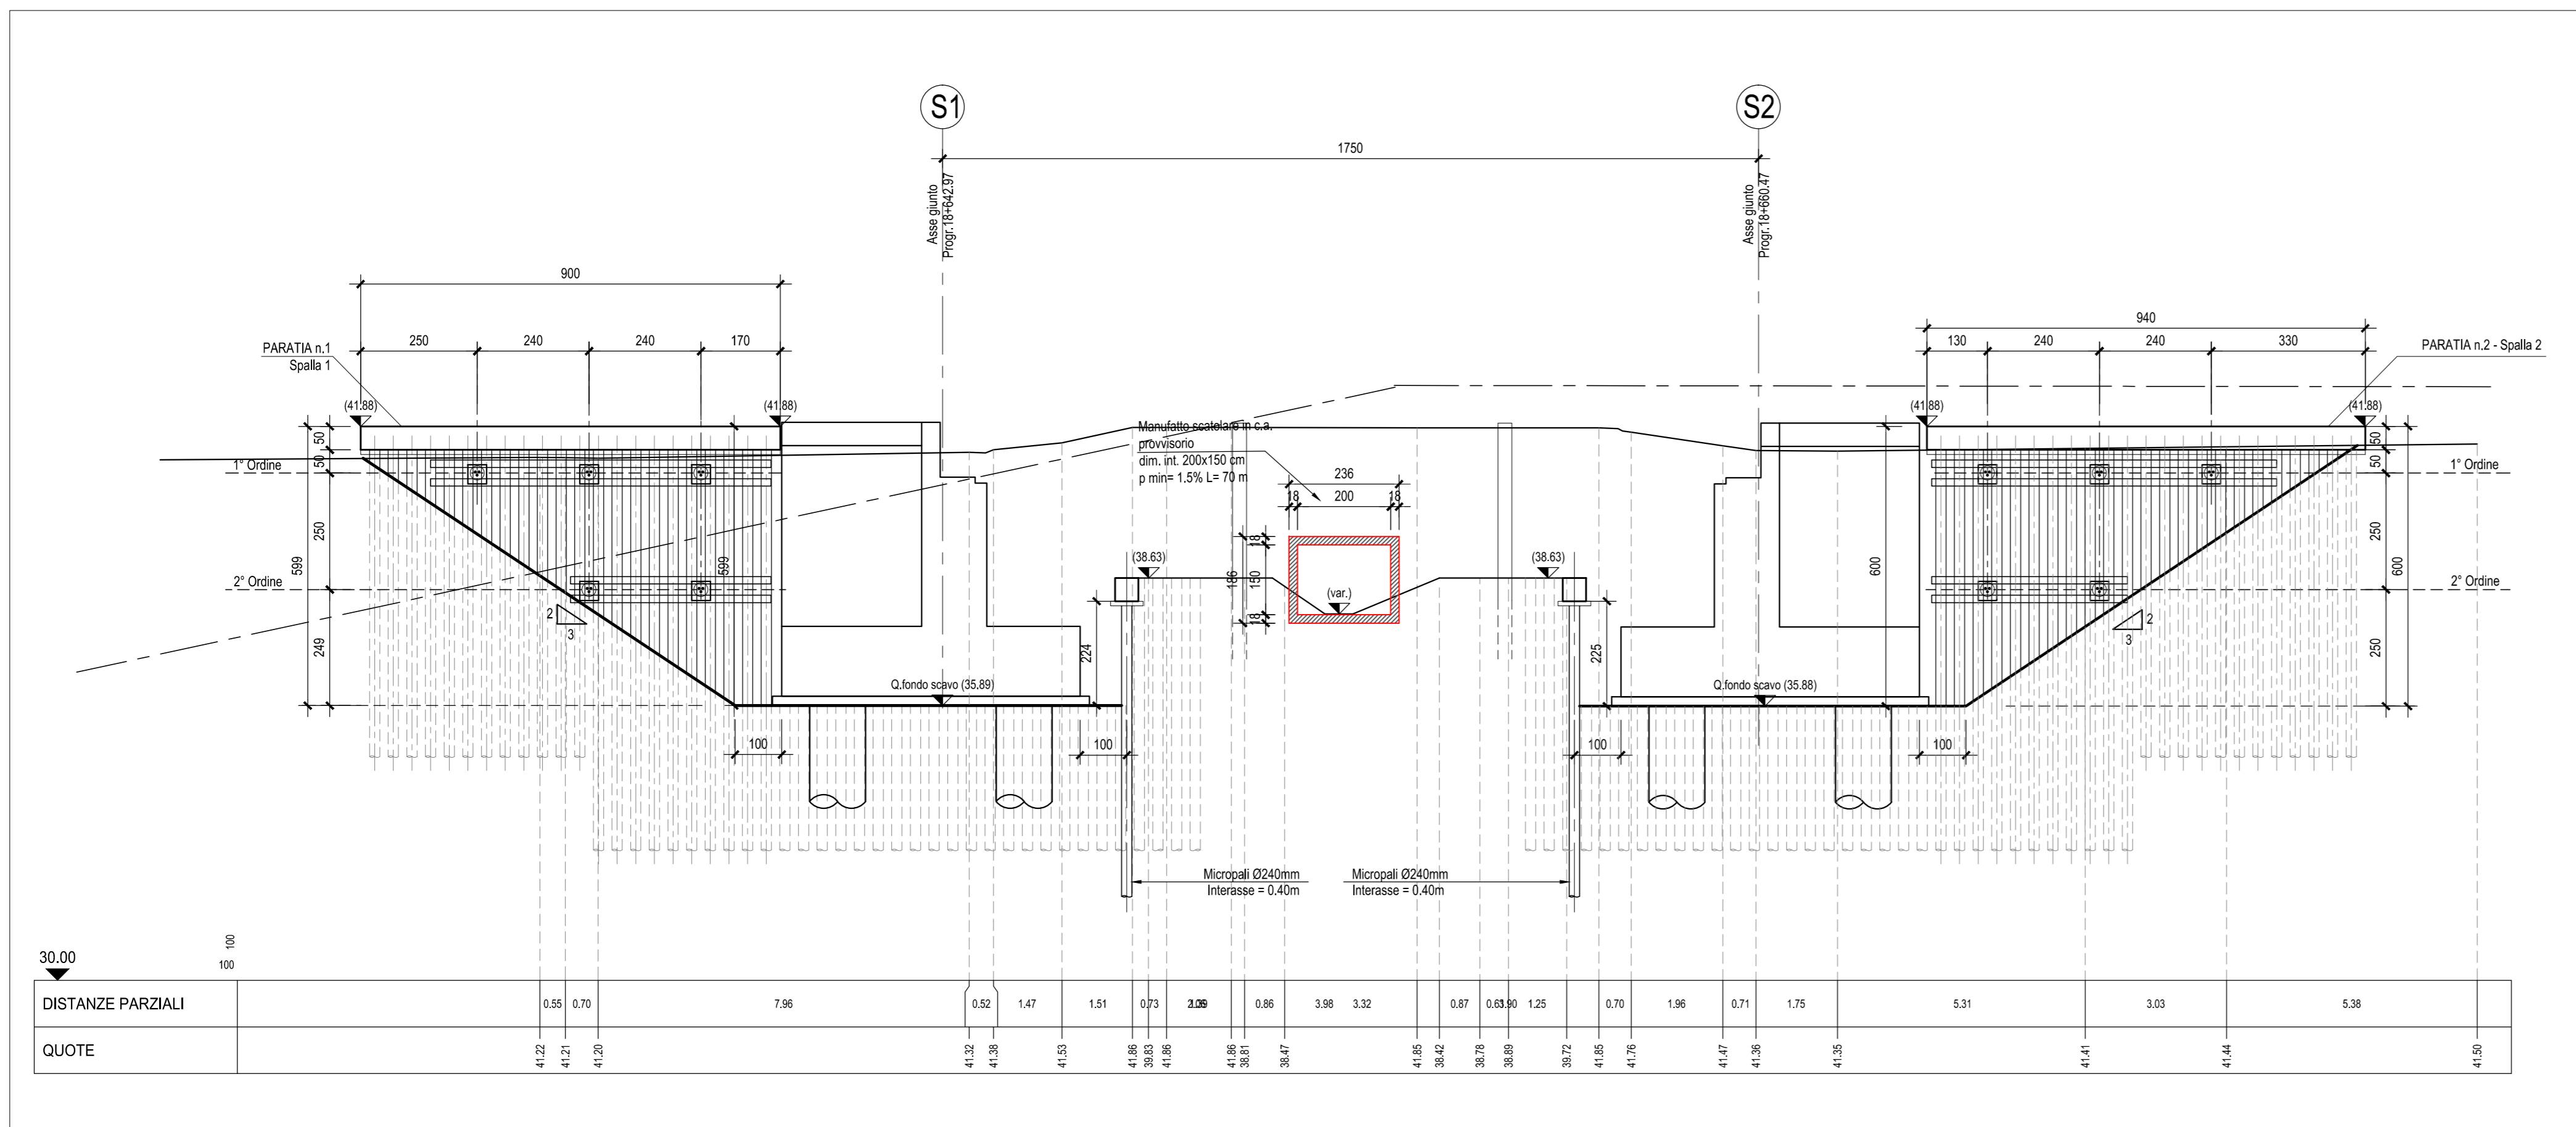 S1
S2
1750
Asse giunto
Progr.18+642.97
Asse giunto
Progr.18+660.47
900
250
240
240
170
PARATIA n.1
Spalla 1
940
130
240
240
330
PARATIA n.2 - Spalla 2
(41.88)
(41.88)
(41.88)
(41.88)
50
50
250
249
599
599
1° Ordine
2° Ordine
2
3
Manufatto scatolare in c.a.
provvisorio
dim. int. 200x150 cm
p min= 1.5% L= 70 m
236
18
200
18
18
150
18
186
(var.)
(38.63)
(38.63)
224
225
600
50
50
250
250
600
1° Ordine
2° Ordine
2
3
Q.fondo scavo (35.89)
Q.fondo scavo (35.88)
100
100
100
100
Micropali Ø240mm
Interasse = 0.40m
Micropali Ø240mm
Interasse = 0.40m
100
100
30.00
DISTANZE PARZIALI
0.55 0.70 7.96 0.52 1.47 1.51 0.73 0.86 3.98 3.32 0.87 1.25 0.70 1.96 0.71 1.75 5.31 3.03 5.38
QUOTE
41.22 41.21 41.20 41.32 41.38 41.53 41.86 39.83 41.86 41.86 38.81 38.47 41.85 38.42 38.78 38.89 39.72 41.85 41.76 41.47 41.36 41.35 41.41 41.44 41.50